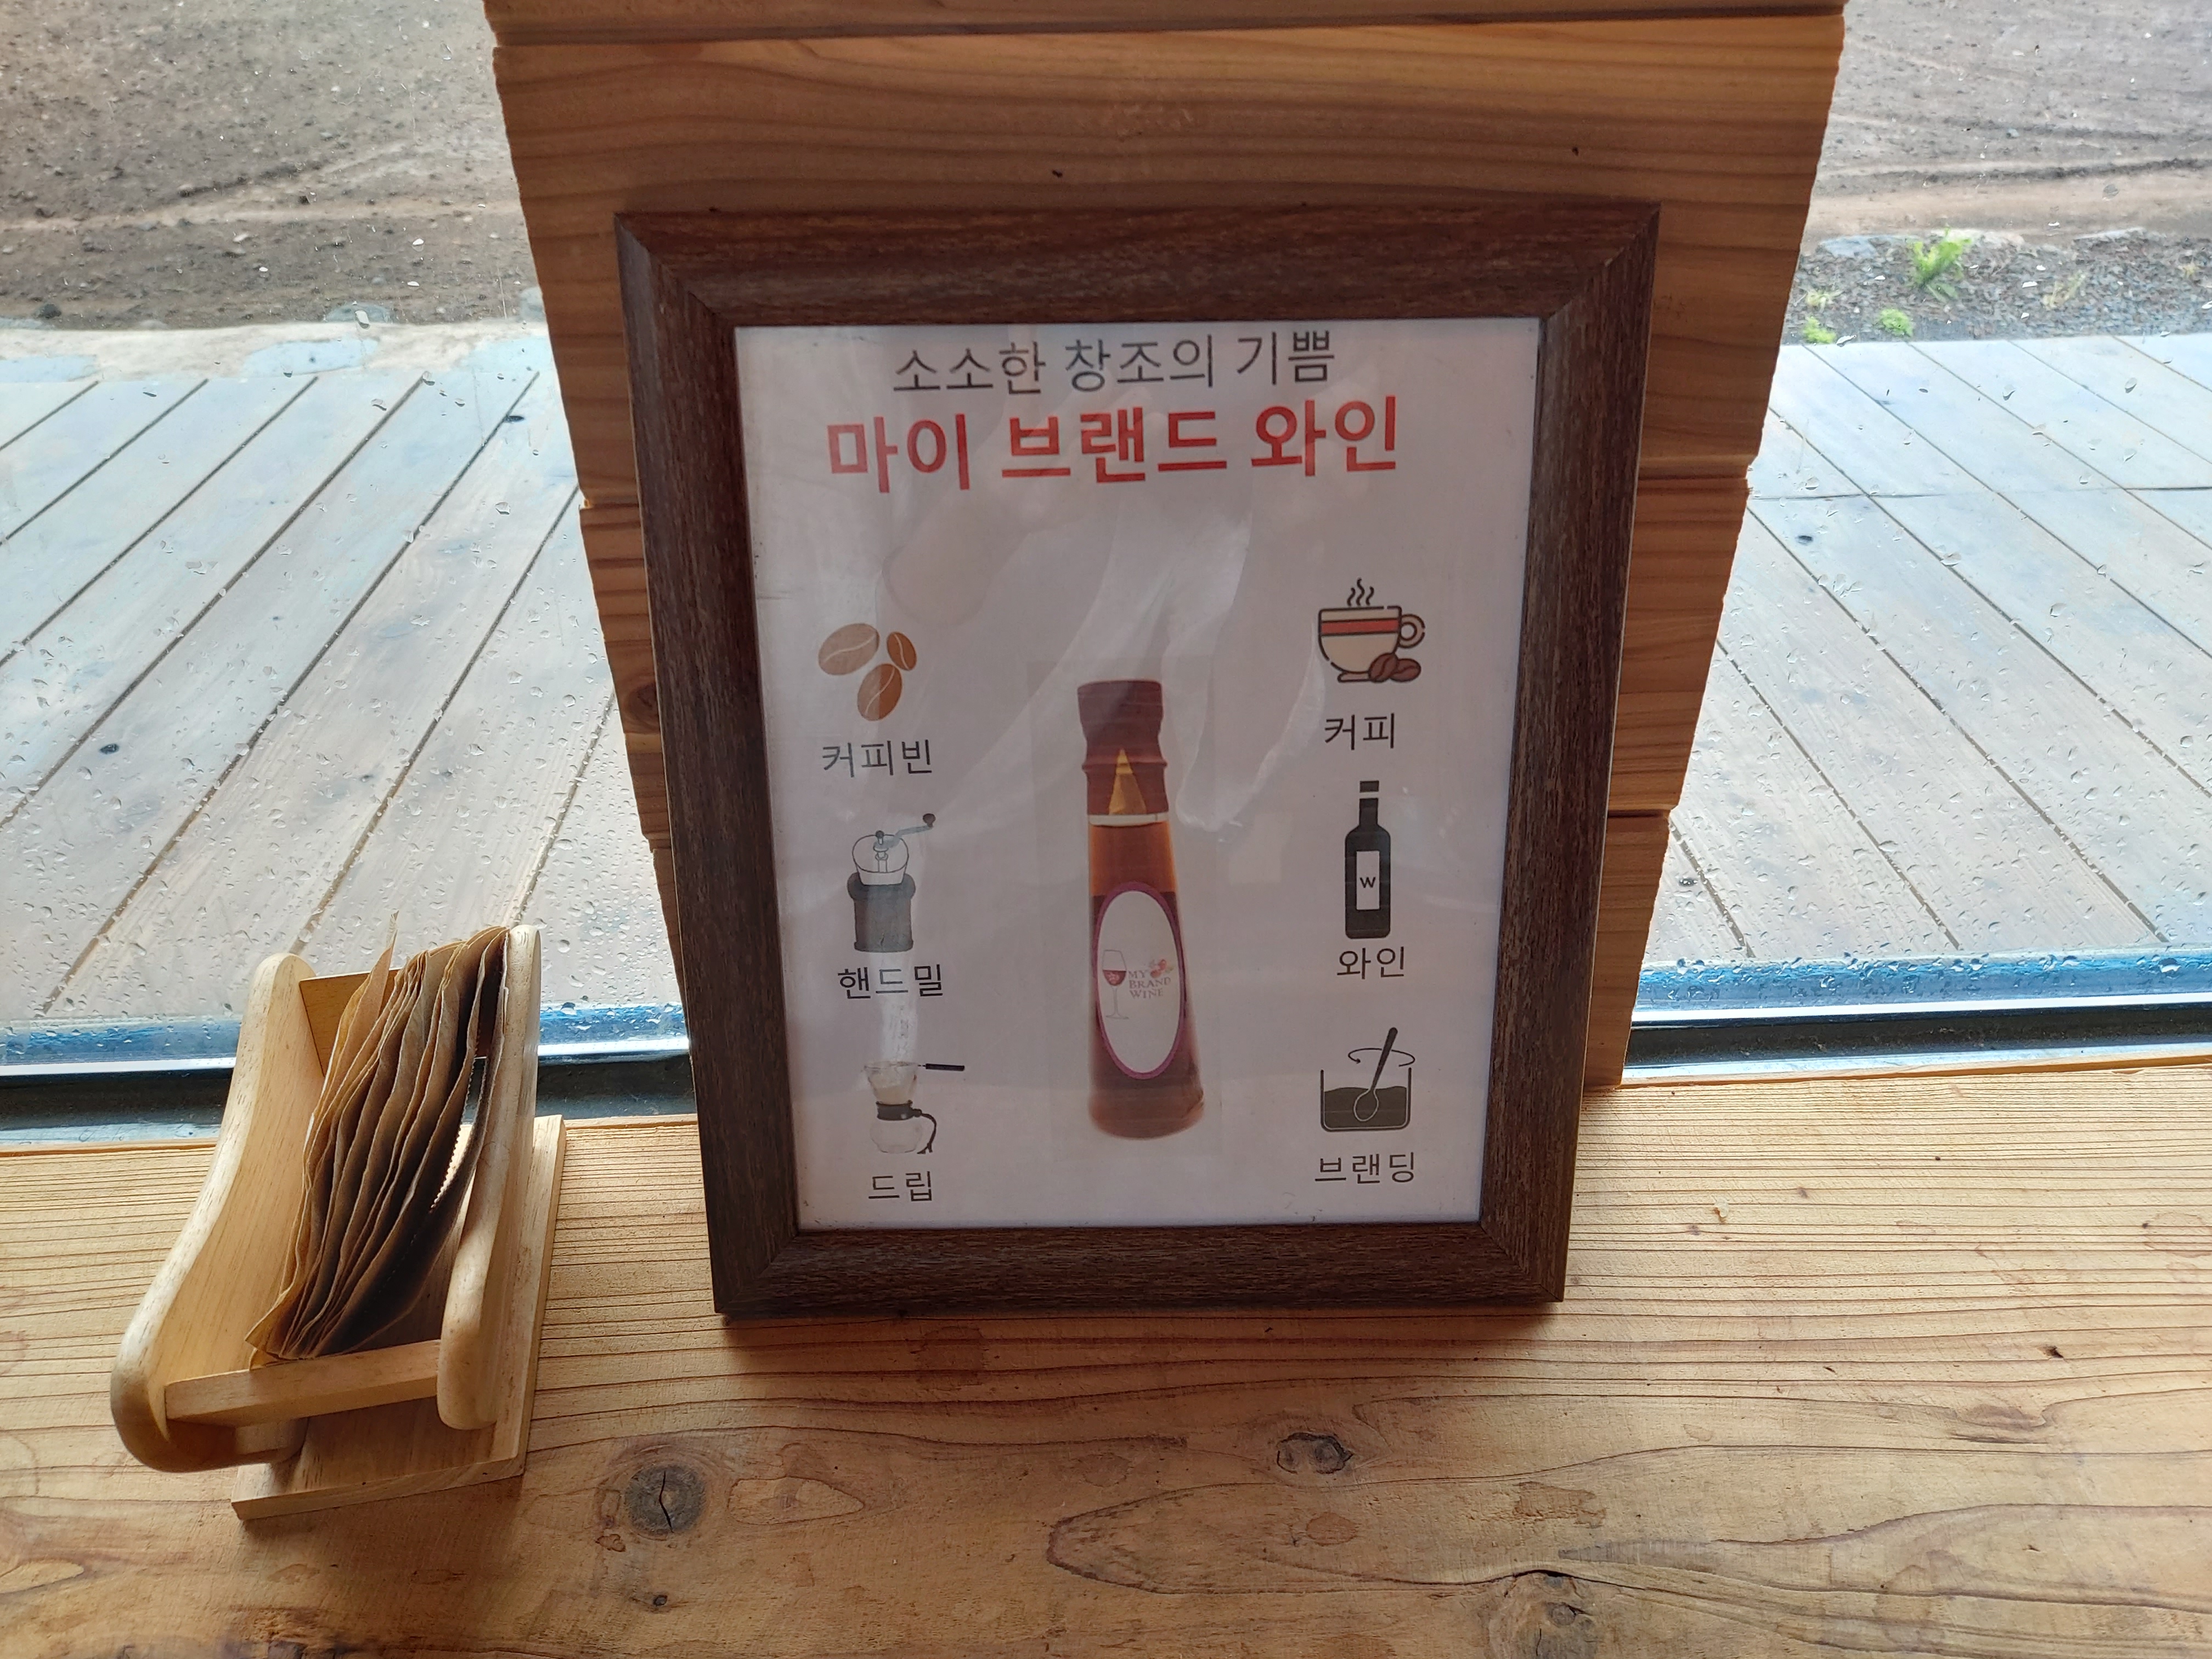 소소한 창조의 기쁨
마이 브랜드 와인
커피빈
핸드밀
드립
MY
BRAND
WINE
커피
W
와인
브랜딩